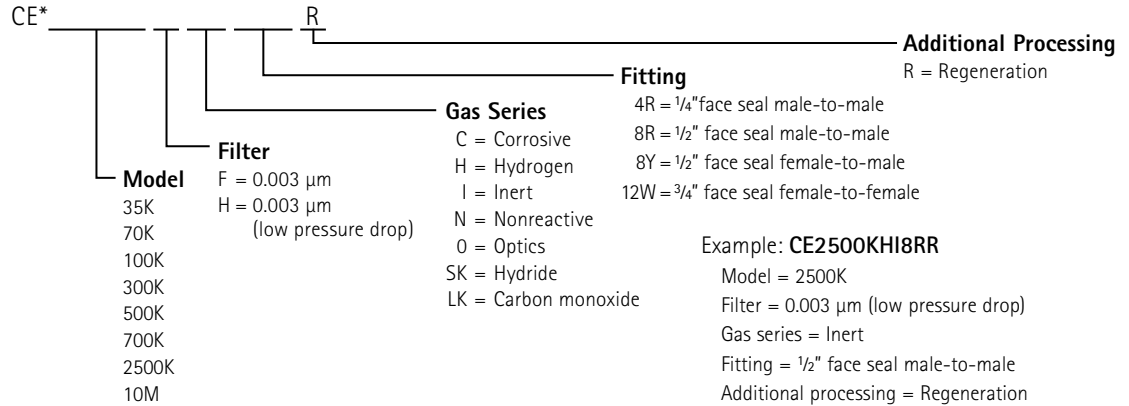 CE* R
Additional Processing
R = Regeneration
Fitting
4R = 1/4" face seal male-to-male
8R = 1/2" face seal male-to-male
8Y = 1/2" face seal female-to-male
12W = 3/4" face seal female-to-female
Gas Series
C = Corrosive
H = Hydrogen
I = Inert
N = Nonreactive
O = Optics
SK = Hydride
LK = Carbon monoxide
Filter
F = 0.003 µm
H = 0.003 µm
(low pressure drop)
Model
35K
70K
100K
300K
500K
700K
2500K
10M
Example: CE2500KHI8RR
Model = 2500K
Filter = 0.003 µm (low pressure drop)
Gas series = Inert
Fitting = 1/2" face seal male-to-male
Additional processing = Regeneration